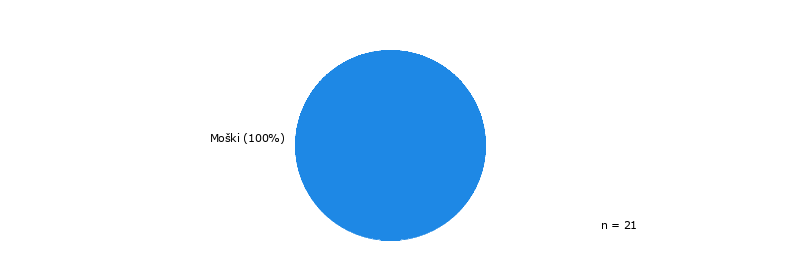 Moški (100%)
n = 21